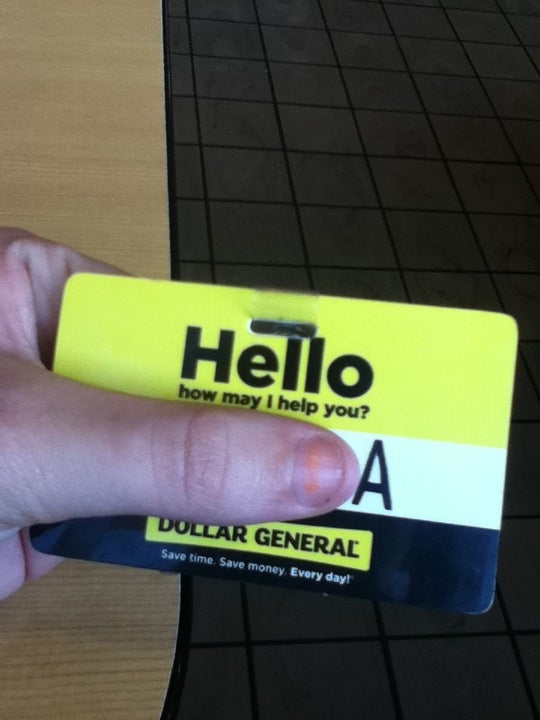 Hello
how may I help you?
A
DOLLAR GENERAL
Save time. Save money. Every day!